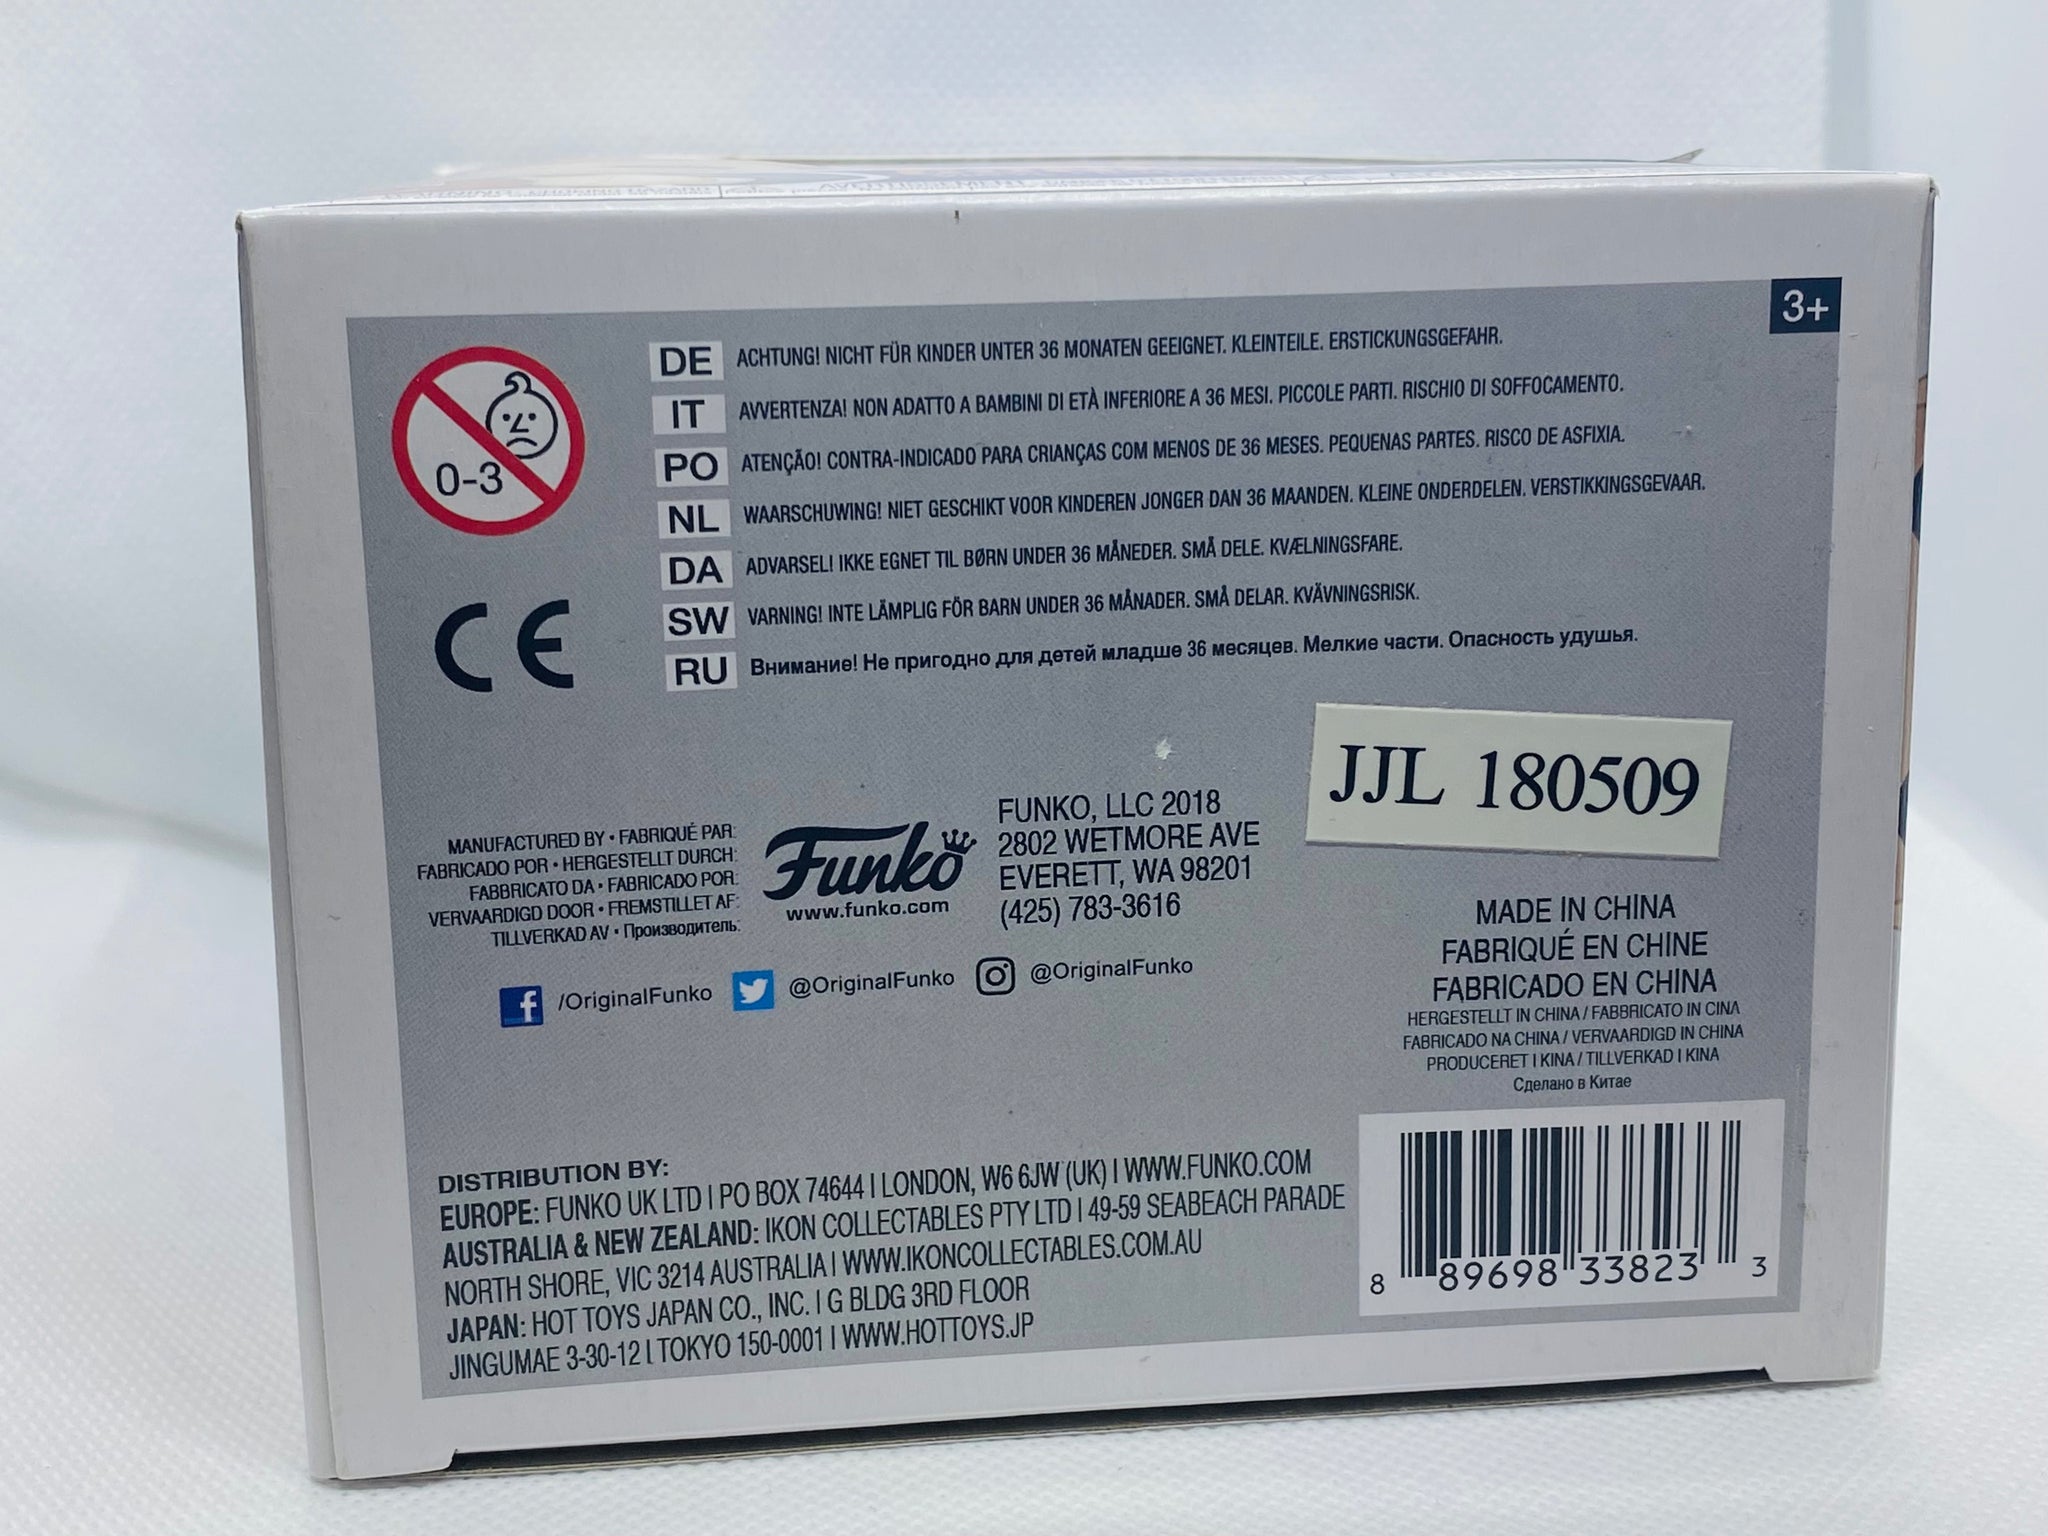 3+
0-3
DE ACHTUNG! NICHT FÜR KINDER UNTER 36 MONATEN GEEIGNET. KLEINTEILE. ERSTICKUNGSGEFAHR.
IT AVVERTENZA! NON ADATTO A BAMBINI DI ETÀ INFERIORE A 36 MESI. PICCOLE PARTI. RISCHIO DI SOFFOCAMENTO.
PO ATENÇÃO! CONTRA-INDICADO PARA CRIANÇAS COM MENOS DE 36 MESES. PEQUENAS PARTES. RISCO DE ASFIXIA.
NL WAARSCHUWING! NIET GESCHIKT VOOR KINDEREN JONGER DAN 36 MAANDEN. KLEINE ONDERDELEN. VERSTIKKINGSGEVAAR.
DA ADVARSEL! IKKE EGNET TIL BØRN UNDER 36 MÅNEDER. SMÅ DELE. KVÆLNINGSFARE.
SW VARNING! INTE LÄMPLIG FÖR BARN UNDER 36 MÅNADER. SMÅ DELAR. KVÄVNINGSRISK.
RU Внимание! Не пригодно для детей младше 36 месяцев. Мелкие части. Опасность удушья.
CE
JJL 180509
MANUFACTURED BY • FABRIQUÉ PAR:
FABRICADO POR • HERGESTELLT DURCH:
FABBRICATO DA • FABRICADO POR:
VERVAARDIGD DOOR • FREMSTILLET AF:
TILLVERKAD AV • Производитель:
Funko
www.funko.com
FUNKO, LLC 2018
2802 WETMORE AVE
EVERETT, WA 98201
(425) 783-3616
/OriginalFunko @OriginalFunko @OriginalFunko
MADE IN CHINA
FABRIQUÉ EN CHINE
FABRICADO EN CHINA
HERGESTELLT IN CHINA / FABBRICATO IN CINA
FABRICADO NA CHINA / VERVAARDIGD IN CHINA
PRODUCERET I KINA / TILLVERKAD I KINA
Сделано в Китае
DISTRIBUTION BY:
EUROPE: FUNKO UK LTD | PO BOX 74644 | LONDON, W6 6JW (UK) | WWW.FUNKO.COM
AUSTRALIA & NEW ZEALAND: IKON COLLECTABLES PTY LTD | 49-59 SEABEACH PARADE
NORTH SHORE, VIC 3214 AUSTRALIA | WWW.IKONCOLLECTABLES.COM.AU
JAPAN: HOT TOYS JAPAN CO., INC. | G BLDG 3RD FLOOR
JINGUMAE 3-30-12 | TOKYO 150-0001 | WWW.HOTTOYS.JP
8 89698 33823 3